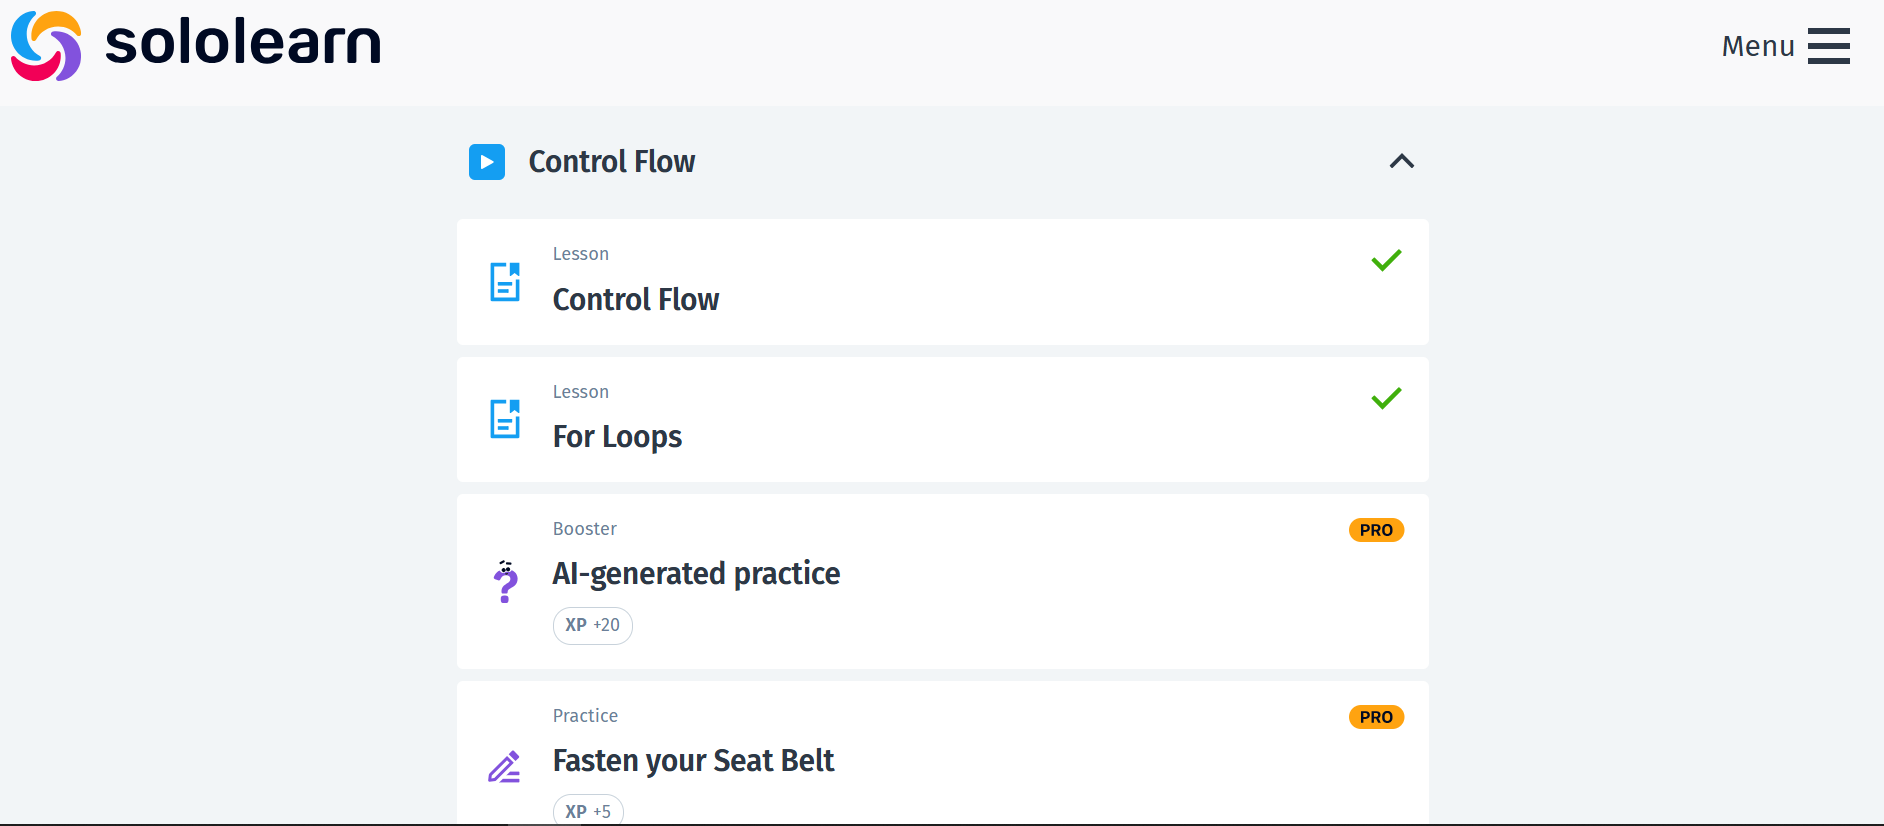 sololearn
Menu
Control Flow
Lesson
Control Flow
Lesson
For Loops
Booster
PRO
AI-generated practice
XP +20
Practice
PRO
Fasten your Seat Belt
XP +5